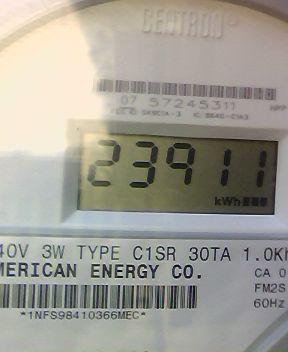 CENTRON
07 57245311
23911
kWh
40V 3W TYPE C1SR 30TA 1.0Kh
MERICAN ENERGY CO.
CA 0
FM2S
60Hz
*1NFS98410366MEC*